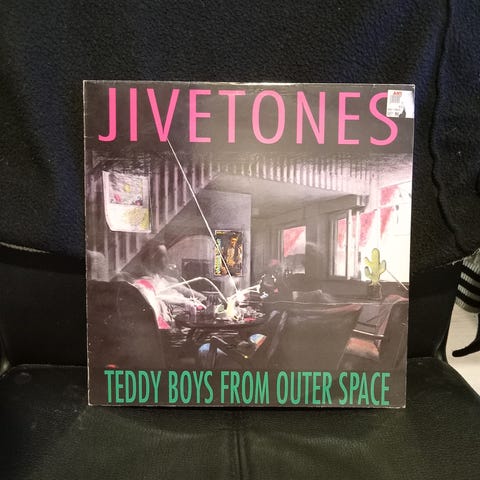 JIVETONES
TEDDY BOYS FROM OUTER SPACE